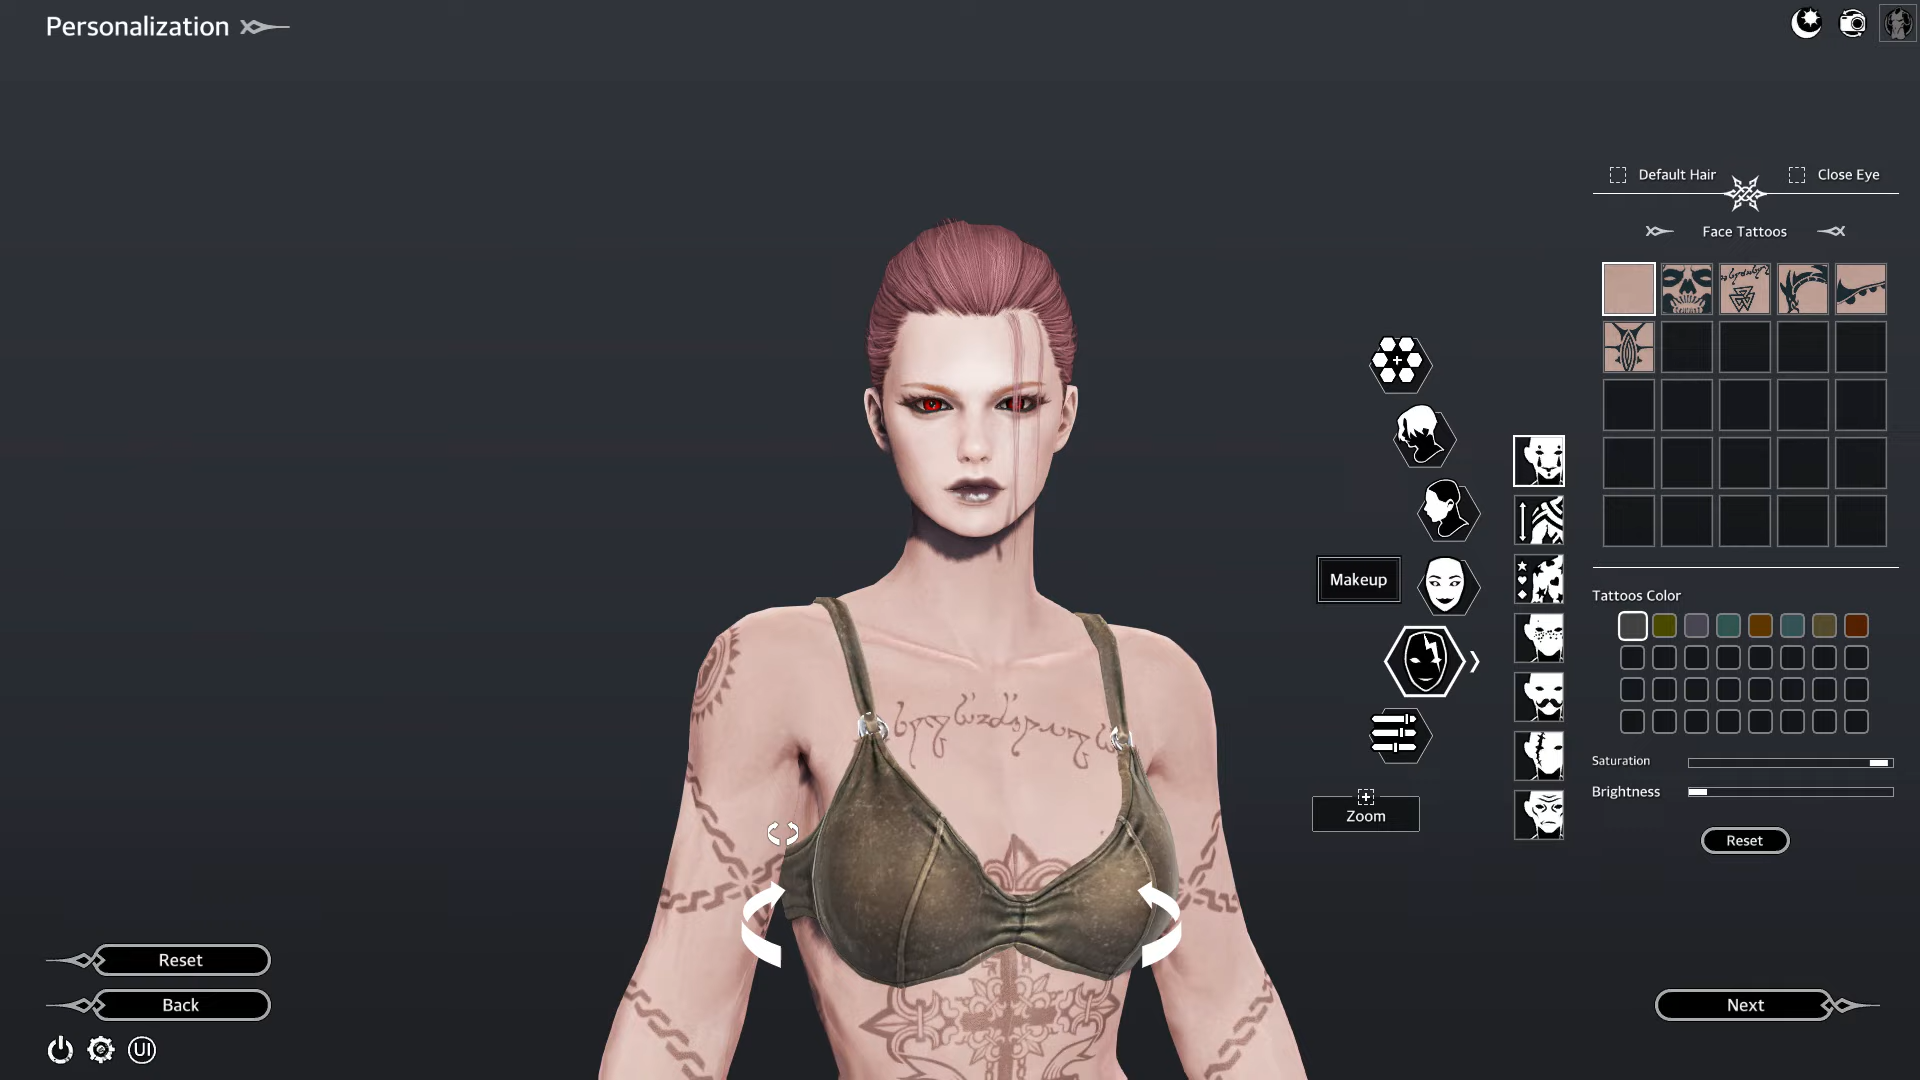 Personalization
Default Hair
Close Eye
Face Tattoos
Makeup
Tattoos Color
Saturation
Brightness
Zoom
Reset
Reset
Back
Next
UI